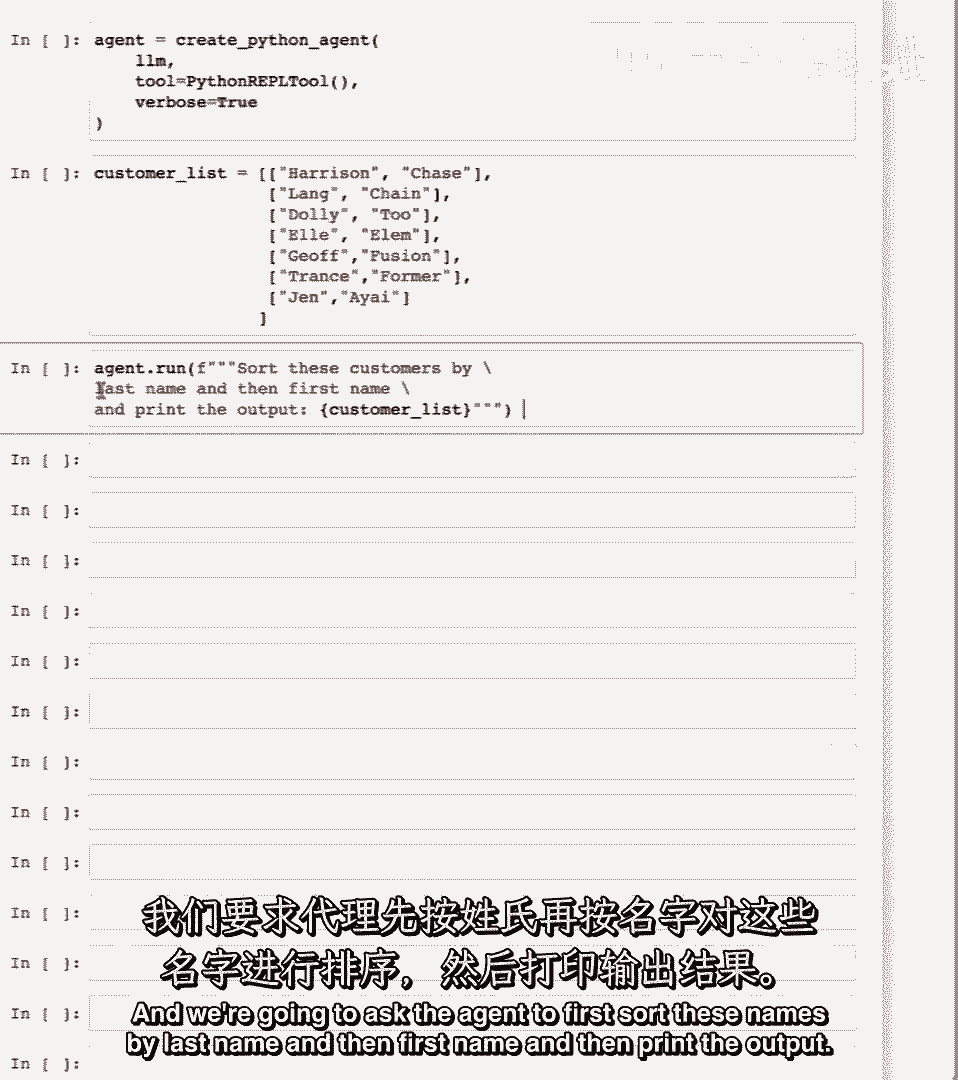 In [ ]: agent = create_python_agent(
    llm,
    tool=PythonREPLTool(),
    verbose=True
)
In [ ]: customer_list = [["Harrison", "Chase"],
                 ["Lang", "Chain"],
                 ["Dolly", "Too"],
                 ["Elle", "Elem"],
                 ["Geoff","Fusion"],
                 ["Trance","Former"],
                 ["Jen","Ayai"]
                ]
In [ ]: agent.run(f"""Sort these customers by \
last name and then first name \
and print the output: {customer_list}""")
In [ ]:
In [ ]:
In [ ]:
In [ ]:
In [ ]:
In [ ]:
In [ ]:
In [ ]:
In [ ]:
In [ ]:
我们要求代理先按姓氏再按名字对这些
In [ ]:
名字进行排序，然后打印输出结果。
In [ ]:
And we're going to ask the agent to first sort these names
by last name and then first name and then print the output.
In [ ]: